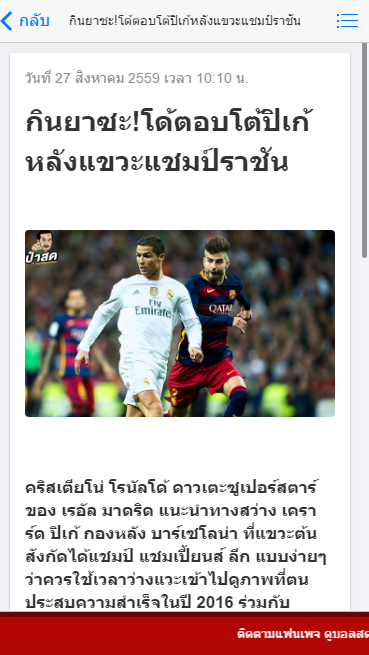 กลับ กินยาซะ!โด้ตอบโต้ปิเก้หลังแขวะแชมป์ราชัน
วันที่ 27 สิงหาคม 2559 เวลา 10:10 น.
กินยาซะ!โด้ตอบโต้ปิเก้
หลังแขวะแชมป์ราชัน
ป๋าสด
Fly
Emirates
QATAR
คริสเตียโน่ โรนัลโด้ ดาวเตะซูเปอร์สตาร์
ของ เรอัล มาดริด แนะนำทางสว่าง เครา
ร์ด ปิเก้ กองหลัง บาร์เซโลน่า ที่แขวะต้น
สังกัดได้แชมป์ แชมเปี้ยนส์ ลีก แบบง่ายๆ
ว่าควรใช้เวลาว่างแวะเข้าไปดูภาพที่ตน
ประสบความสำเร็จในปี 2016 ร่วมกับ
ติดตามแฟนเพจ ดูบอลสด